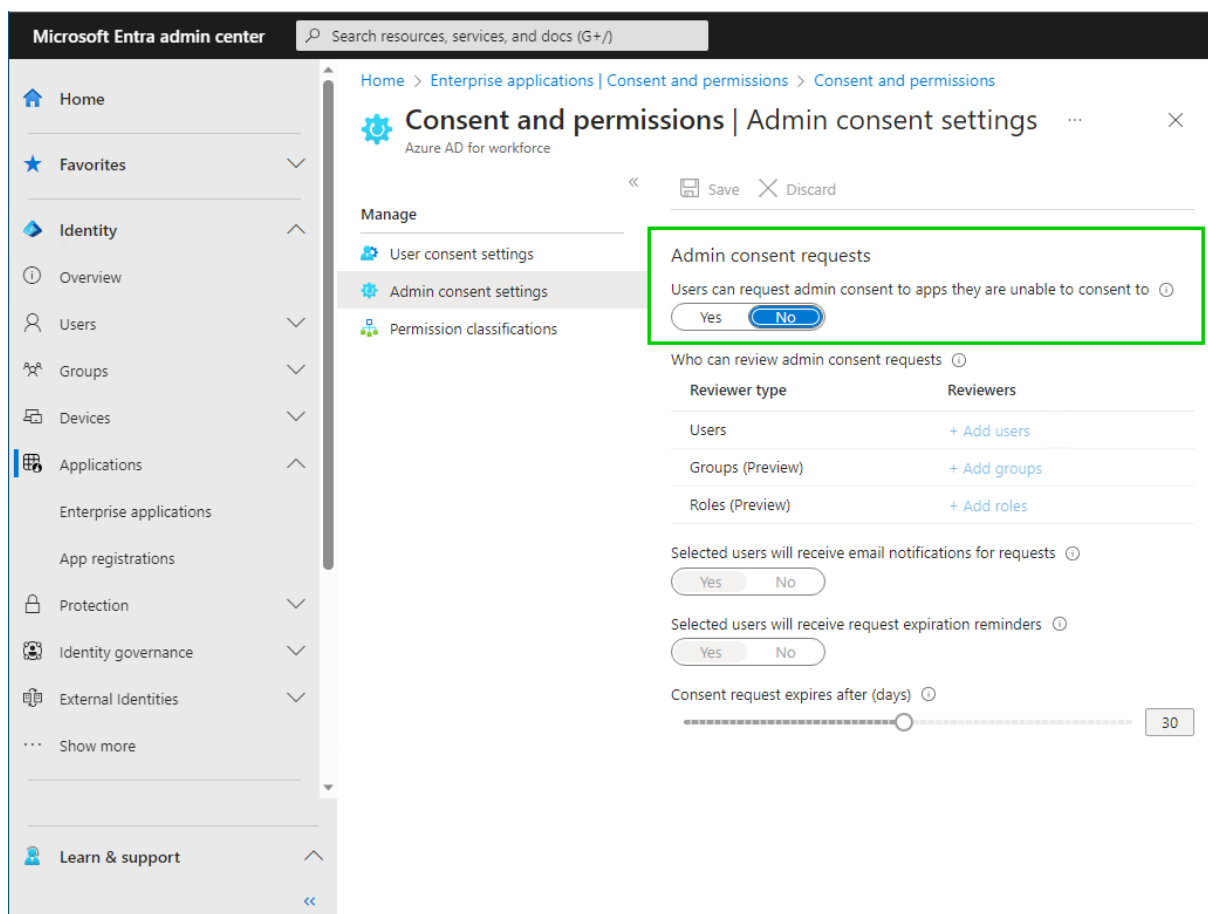 Microsoft Entra admin center
Search resources, services, and docs (G+/)
Home
Favorites
Identity
Overview
Users
Groups
Devices
Applications
Enterprise applications
App registrations
Protection
Identity governance
External Identities
Show more
Learn & support
Home > Enterprise applications | Consent and permissions > Consent and permissions
Consent and permissions | Admin consent settings
Azure AD for workforce
Manage
User consent settings
Admin consent settings
Permission classifications
Save Discard
Admin consent requests
Users can request admin consent to apps they are unable to consent to
Yes No
Who can review admin consent requests
Reviewer type Reviewers
Users + Add users
Groups (Preview) + Add groups
Roles (Preview) + Add roles
Selected users will receive email notifications for requests
Yes No
Selected users will receive request expiration reminders
Yes No
Consent request expires after (days)
30